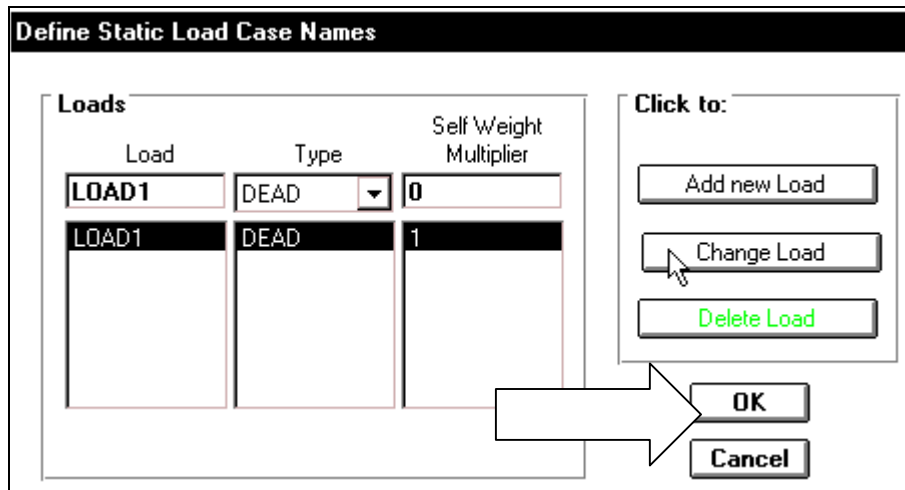 Define Static Load Case Names
Loads
Load Type Self Weight Multiplier
LOAD1 DEAD 0
LOAD1 DEAD 1
Click to:
Add new Load
Change Load
Delete Load
OK
Cancel